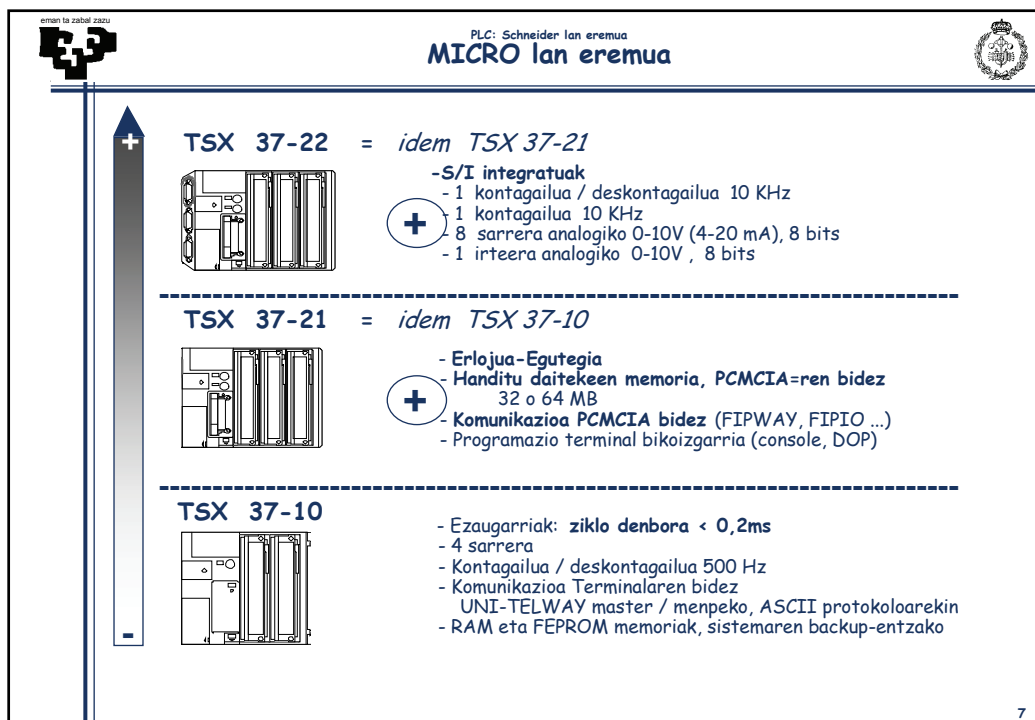 eman ta zabal zazu
PLC: Schneider lan eremua
MICRO lan eremua
+
TSX 37-22 = idem TSX 37-21
-S/I integratuak
- 1 kontagailua / deskontagailua 10 KHz
- 1 kontagailua 10 KHz
+
- 8 sarrera analogiko 0-10V (4-20 mA), 8 bits
- 1 irteera analogiko 0-10V , 8 bits
TSX 37-21 = idem TSX 37-10
- Erlojua-Egutegia
- Handitu daitekeen memoria, PCMCIA=ren bidez
32 o 64 MB
+
- Komunikazioa PCMCIA bidez (FIPWAY, FIPIO ...)
- Programazio terminal bikoizgarria (console, DOP)
TSX 37-10
- Ezaugarriak: ziklo denbora < 0,2ms
- 4 sarrera
- Kontagailua / deskontagailua 500 Hz
- Komunikazioa Terminalaren bidez
UNI-TELWAY master / menpeko, ASCII protokoloarekin
- RAM eta FEPROM memoriak, sistemaren backup-entzako
-
7